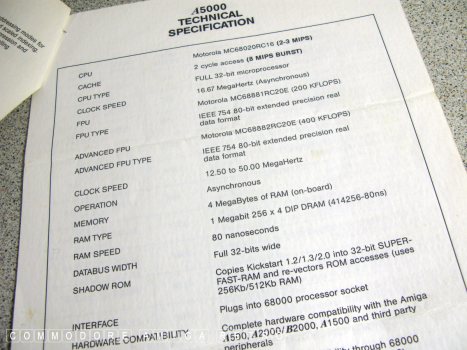 dressing modes for
A5000
TECHNICAL
SPECIFICATION
CPU Motorola MC68020RC16 (2-3 MIPS)
CACHE 2 cycle access (8 MIPS BURST)
CPU TYPE FULL 32-bit microprocessor
CLOCK SPEED 16.67 MegaHertz (Asynchronous)
FPU Motorola MC68881RC20E (200 KFLOPS)
FPU TYPE IEEE 754 80-bit extended precision real
data format
ADVANCED FPU Motorola MC68882RC20E (400 KFLOPS)
ADVANCED FPU TYPE IEEE 754 80-bit extended precision real
data format
CLOCK SPEED 12.50 to 50.00 MegaHertz
OPERATION Asynchronous
MEMORY 4 MegaBytes of RAM (on-board)
RAM TYPE 1 Megabit 256 x 4 DIP DRAM (414256-80ns)
RAM SPEED 80 nanoseconds
DATABUS WIDTH Full 32-bits wide
SHADOW ROM Copies Kickstart 1.2/1.3/2.0 into 32-bit SUPER-
FAST-RAM and re-vectors ROM accesses (uses
256Kb/512Kb RAM)
INTERFACE Plugs into 68000 processor socket
HARDWARE COMPATIBILITY Complete hardware compatibility with the Amiga
A500, A2000/B2000, A1500 and third party
peripherals
through 68000